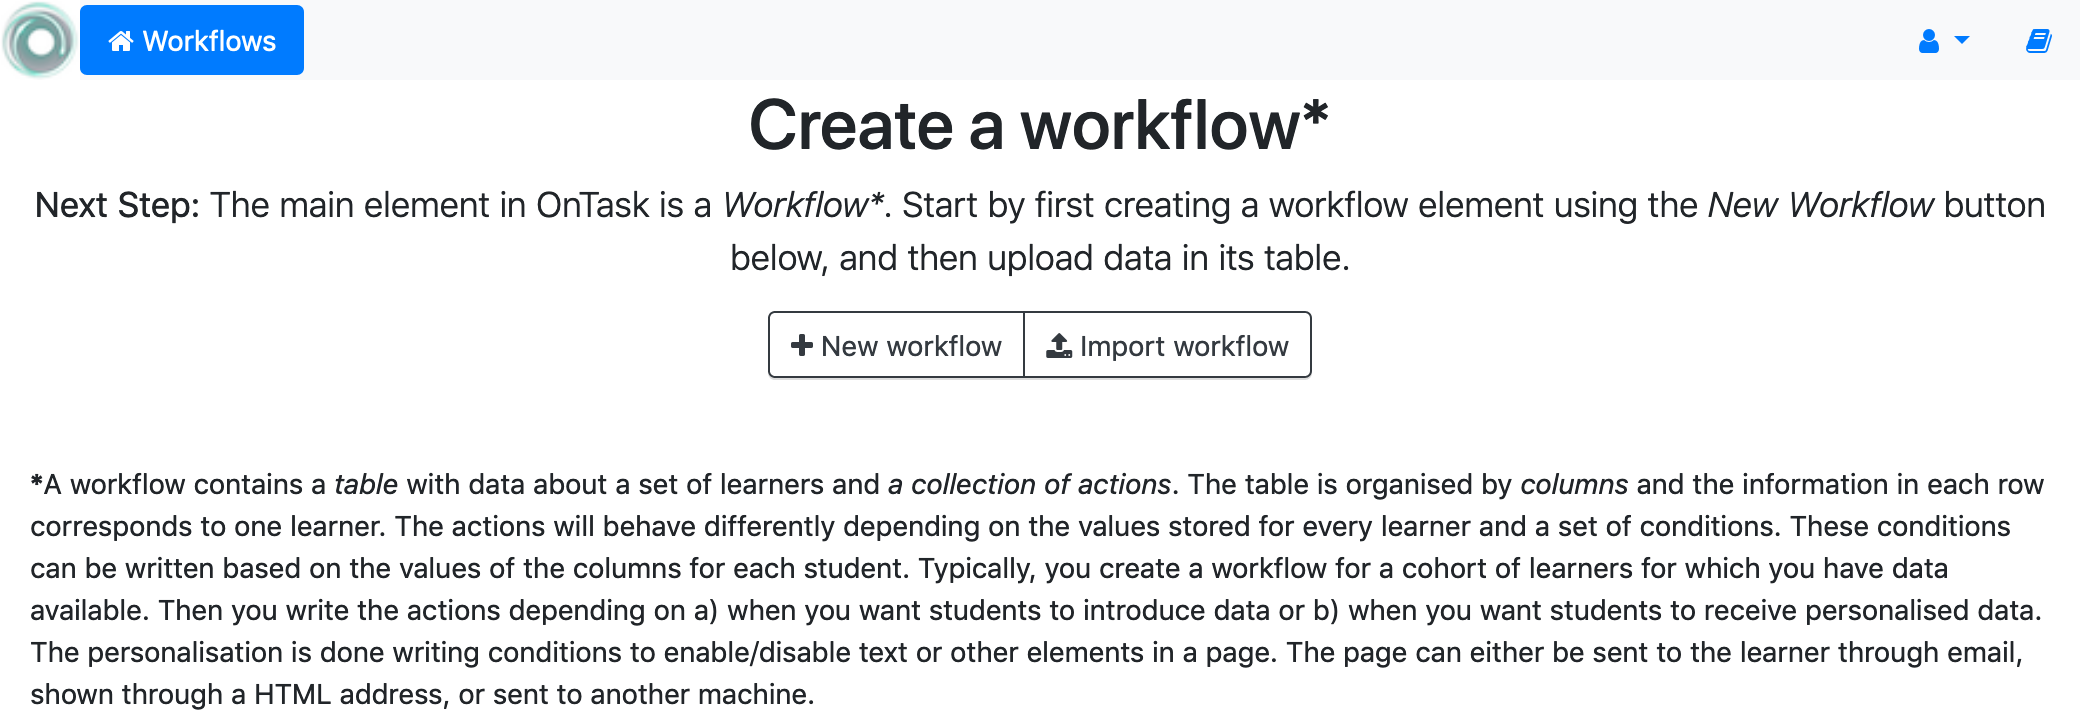 Workflows
Create a workflow*
Next Step: The main element in OnTask is a Workflow*. Start by first creating a workflow element using the New Workflow button
below, and then upload data in its table.
New workflow
Import workflow
*A workflow contains a table with data about a set of learners and a collection of actions. The table is organised by columns and the information in each row
corresponds to one learner. The actions will behave differently depending on the values stored for every learner and a set of conditions. These conditions
can be written based on the values of the columns for each student. Typically, you create a workflow for a cohort of learners for which you have data
available. Then you write the actions depending on a) when you want students to introduce data or b) when you want students to receive personalised data.
The personalisation is done writing conditions to enable/disable text or other elements in a page. The page can either be sent to the learner through email,
shown through a HTML address, or sent to another machine.